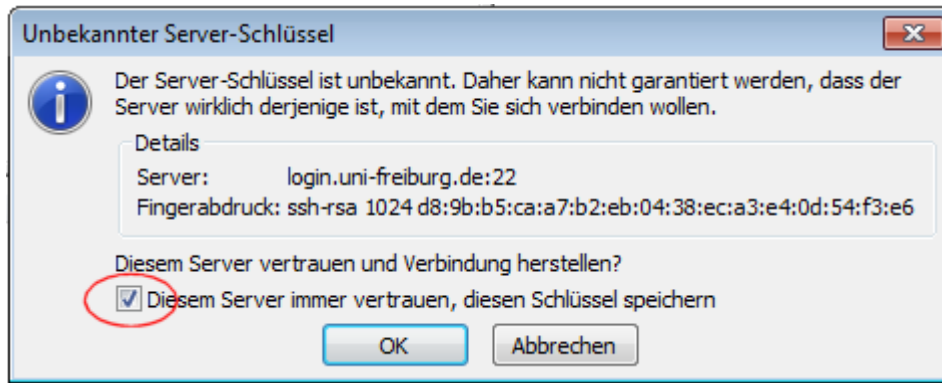 Unbekannter Server-Schlüssel
Der Server-Schlüssel ist unbekannt. Daher kann nicht garantiert werden, dass der
Server wirklich derjenige ist, mit dem Sie sich verbinden wollen.
Details
Server: login.uni-freiburg.de:22
Fingerabdruck: ssh-rsa 1024 d8:9b:b5:ca:a7:b2:eb:04:38:ec:a3:e4:0d:54:f3:e6
Diesem Server vertrauen und Verbindung herstellen?
Diesem Server immer vertrauen, diesen Schlüssel speichern
OK Abbrechen